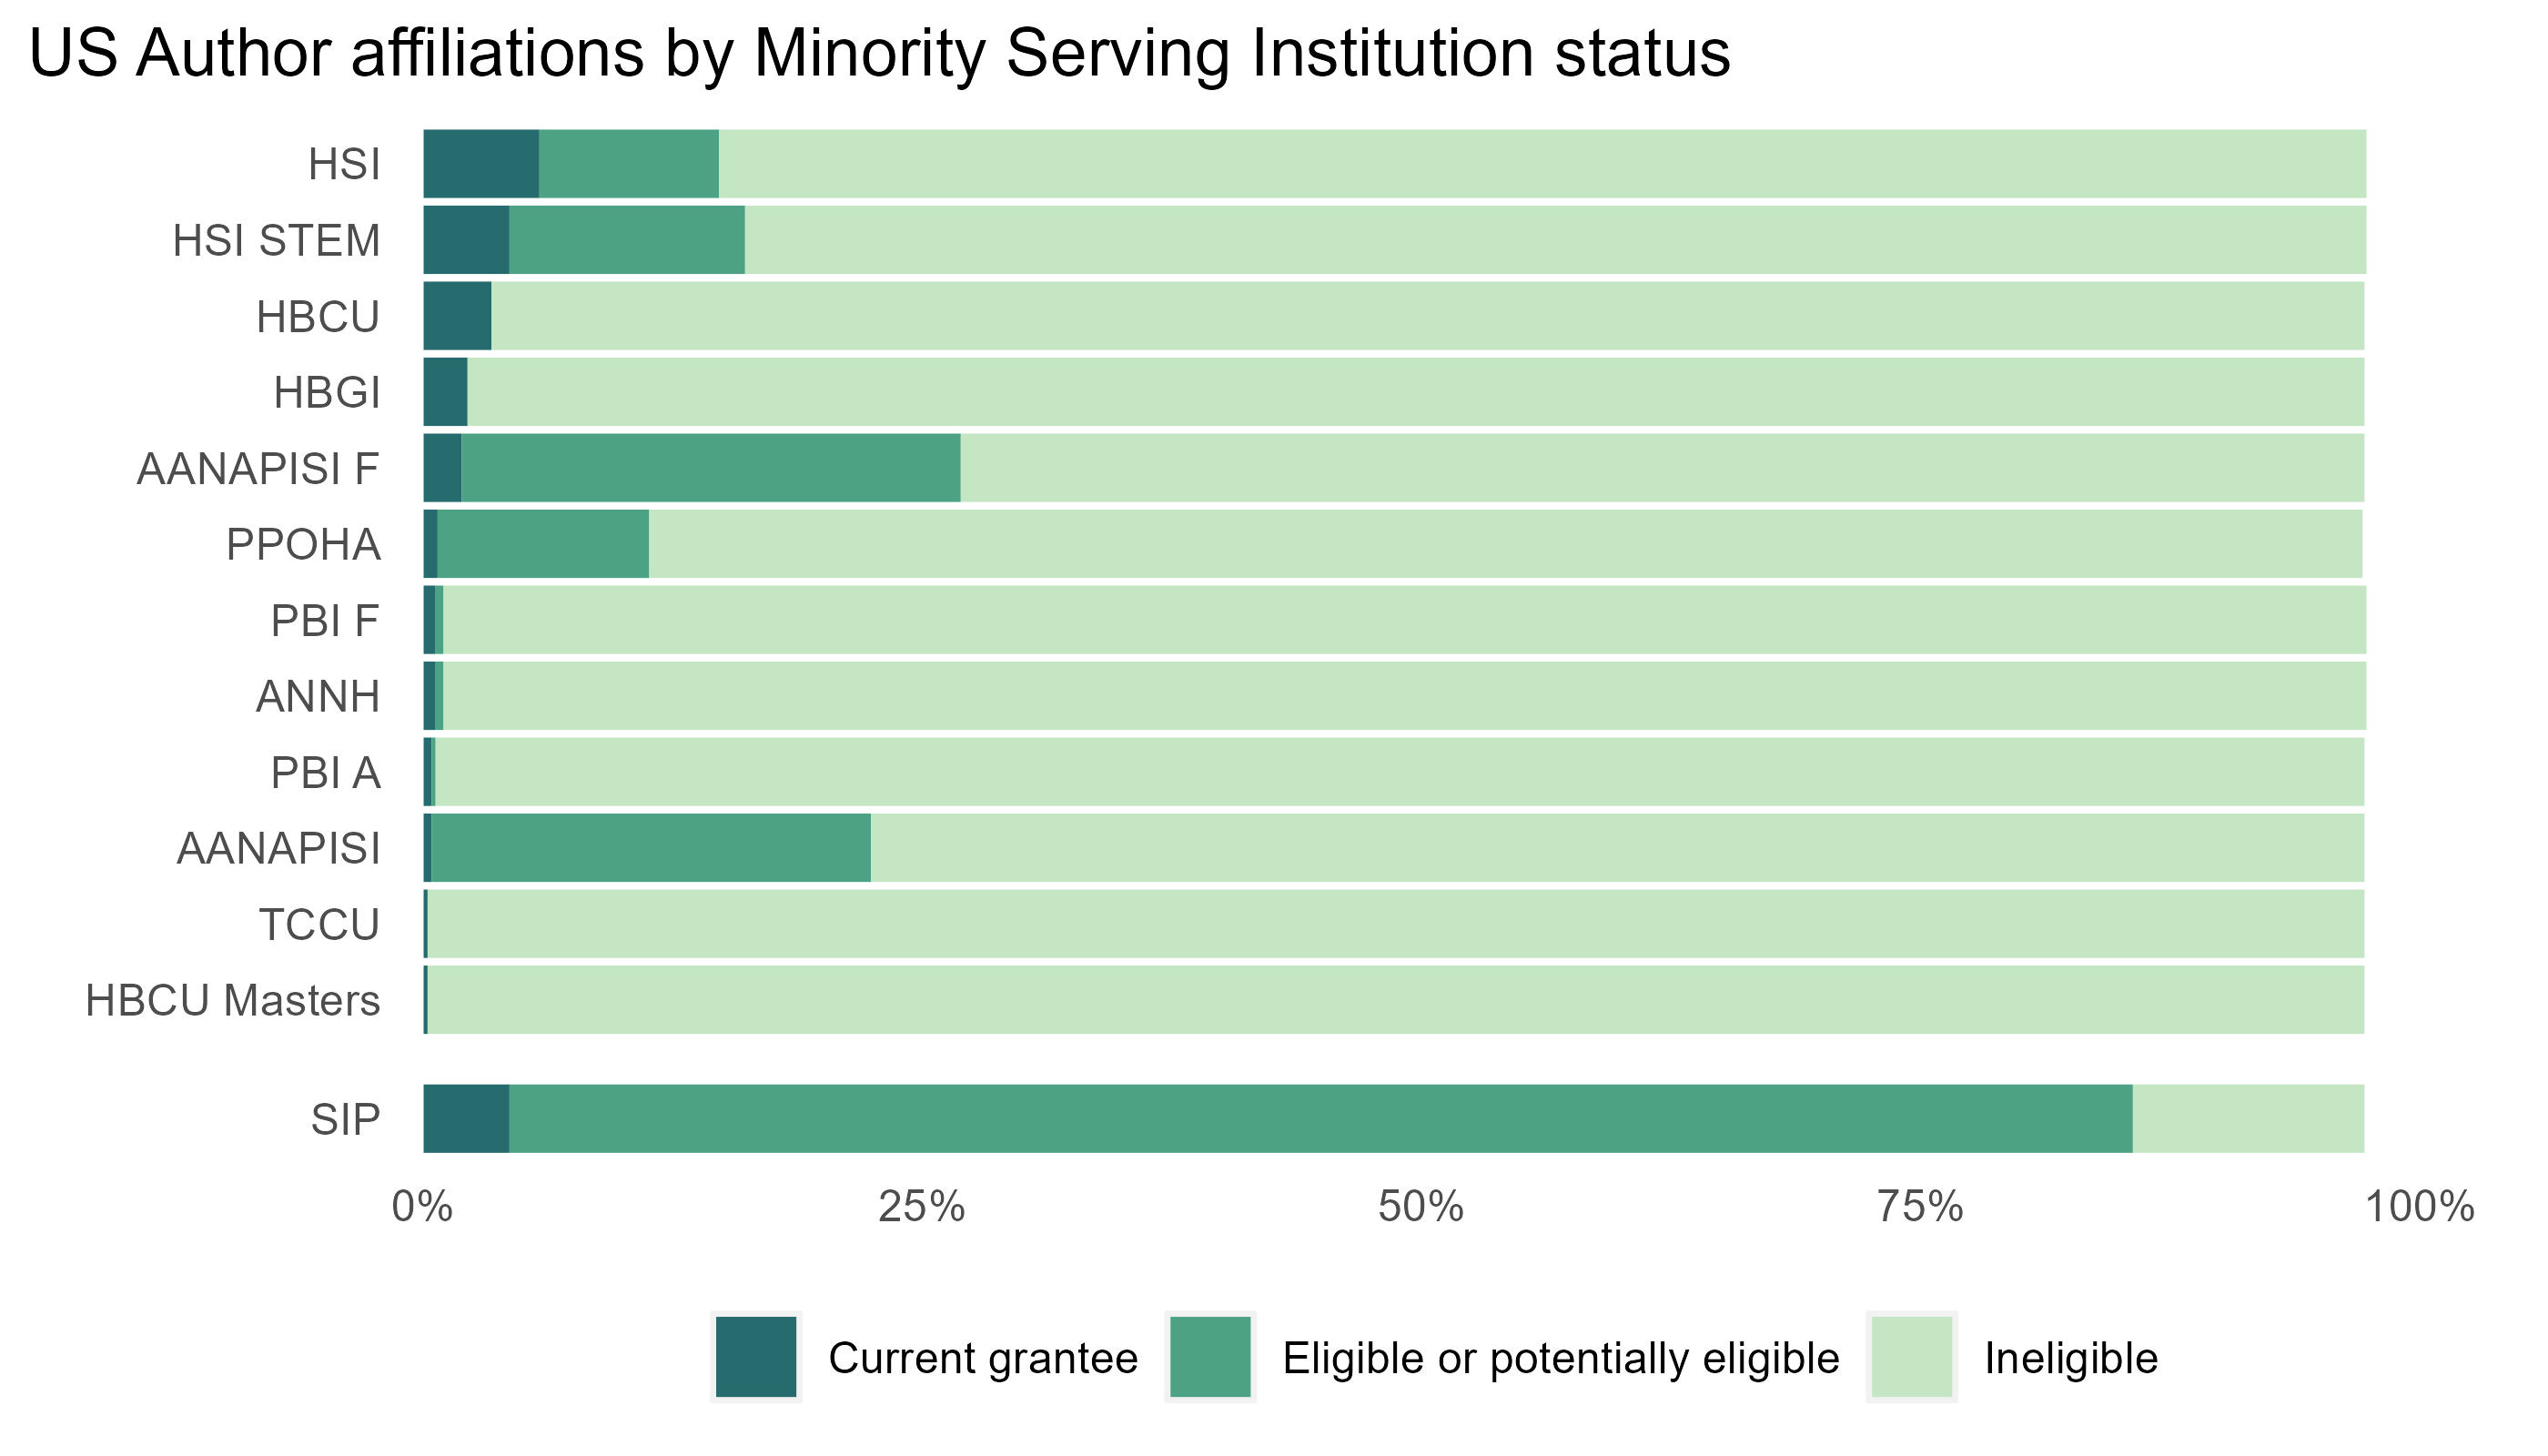 US Author affiliations by Minority Serving Institution status
HSI
HSI STEM
HBCU
HBGI
AANAPISI F
PPOHA
PBI F
ANNH
PBI A
AANAPISI
TCCU
HBCU Masters
SIP
0% 25% 50% 75% 100%
Current grantee Eligible or potentially eligible Ineligible